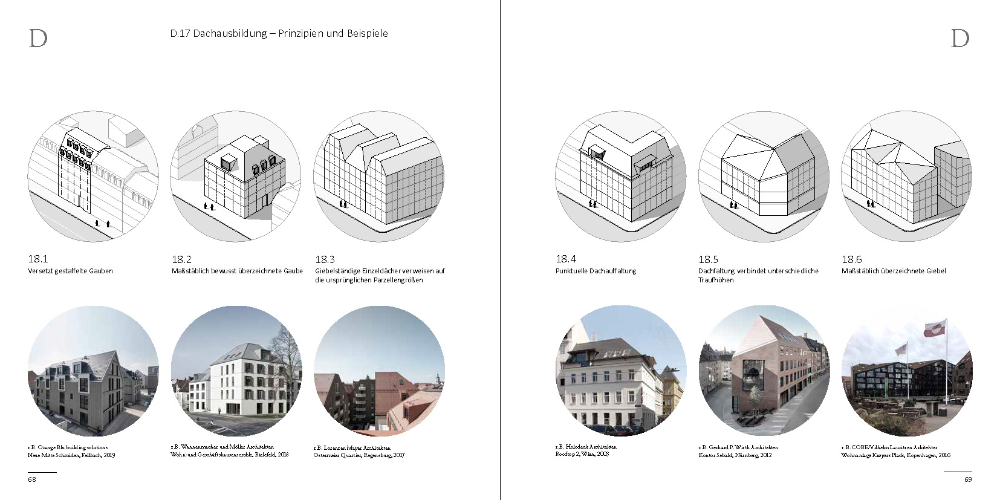 D
D.17 Dachausbildung – Prinzipien und Beispiele
18.1
Versetzt gestaffelte Gauben
18.2
Maßstäblich bewusst überzeichnete Gaube
18.3
Giebelständige Einzeldächer verweisen auf
die ursprünglichen Parzellengrößen
z.B. Orange Blu building solutions
Neue Mitte Schmiden, Fellbach, 2019
z.B. Wannenmacher und Möller Architekten
Wohn-und Geschäftshausensemble, Bielefeld, 2018
z.B. Lorenzen Mayer Architekten
Ostermeier Quartier, Regensburg, 2017
68
D
18.4
Punktuelle Dachauffaltung
18.5
Dachfaltung verbindet unterschiedliche
Traufhöhen
18.6
Maßstäblich überzeichnete Giebel
z.B. Holodeck Architekten
Rooftop 2, Wien, 2003
z.B. Gerhard P. Wirth Architekten
Kontor Sebald, Nürnberg, 2012
z.B. COBE/Vilhelm Lauritzen Arkitekter
Wohnanlage Krøyers Plads, Kopenhagen, 2016
69